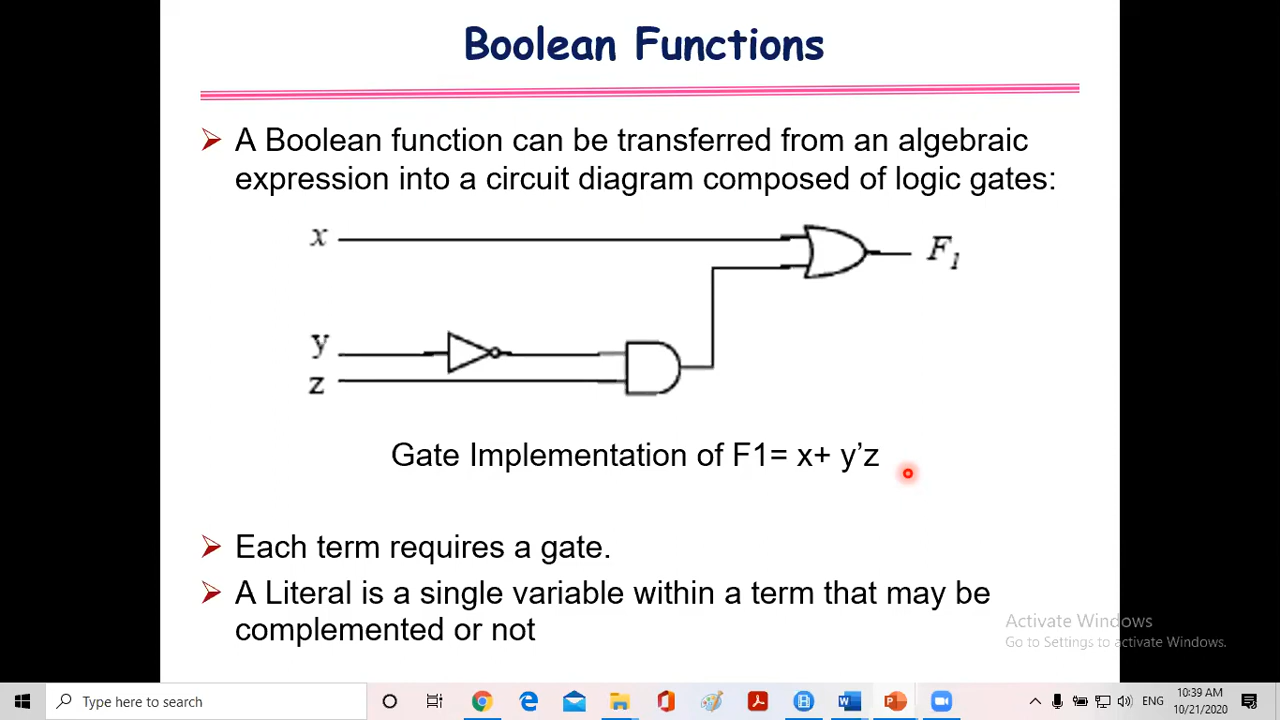 Boolean Functions
A Boolean function can be transferred from an algebraic
expression into a circuit diagram composed of logic gates:
x
F1
y
z
Gate Implementation of F1= x+ y’z
Each term requires a gate.
A Literal is a single variable within a term that may be
complemented or not
Activate Windows
Go to Settings to activate Windows.
Type here to search
ENG
10:39 AM
10/21/2020